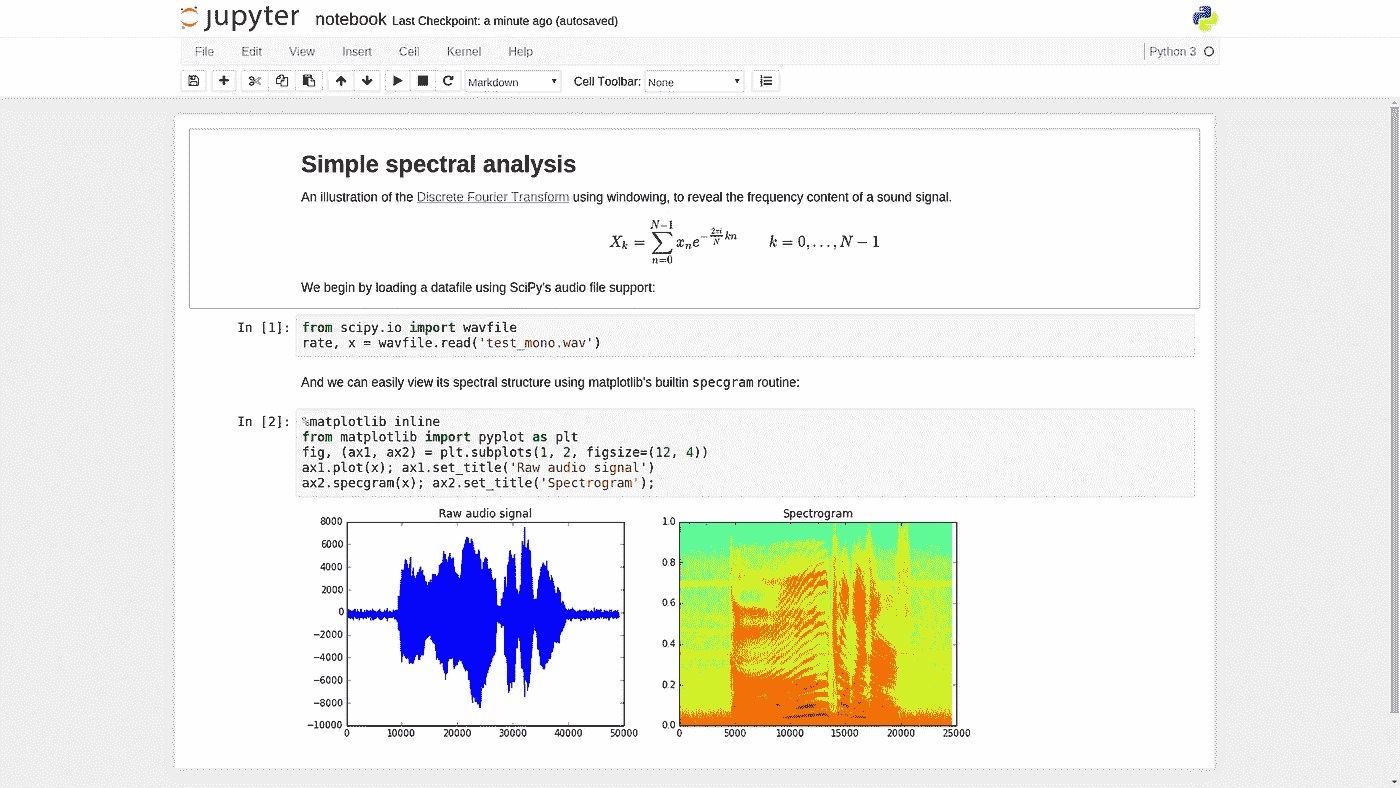 jupyter notebook Last Checkpoint: a minute ago (autosaved)
File Edit View Insert Cell Kernel Help Python 3
Markdown Cell Toolbar: None
Simple spectral analysis
An illustration of the Discrete Fourier Transform using windowing, to reveal the frequency content of a sound signal.
X_k = \sum_{n=0}^{N-1} x_n e^{-\frac{2\pi i}{N} kn} k = 0, . . . , N − 1
We begin by loading a datafile using SciPy's audio file support:
In [1]: from scipy.io import wavfile
rate, x = wavfile.read('test_mono.wav')
And we can easily view its spectral structure using matplotlib's builtin specgram routine:
In [2]: %matplotlib inline
from matplotlib import pyplot as plt
fig, (ax1, ax2) = plt.subplots(1, 2, figsize=(12, 4))
ax1.plot(x); ax1.set_title('Raw audio signal')
ax2.specgram(x); ax2.set_title('Spectrogram');
Raw audio signal
8000
6000
4000
2000
0
−2000
−4000
−6000
−8000
−10000
0 10000 20000 30000 40000 50000
Spectrogram
1.0
0.8
0.6
0.4
0.2
0.0
0 5000 10000 15000 20000 25000